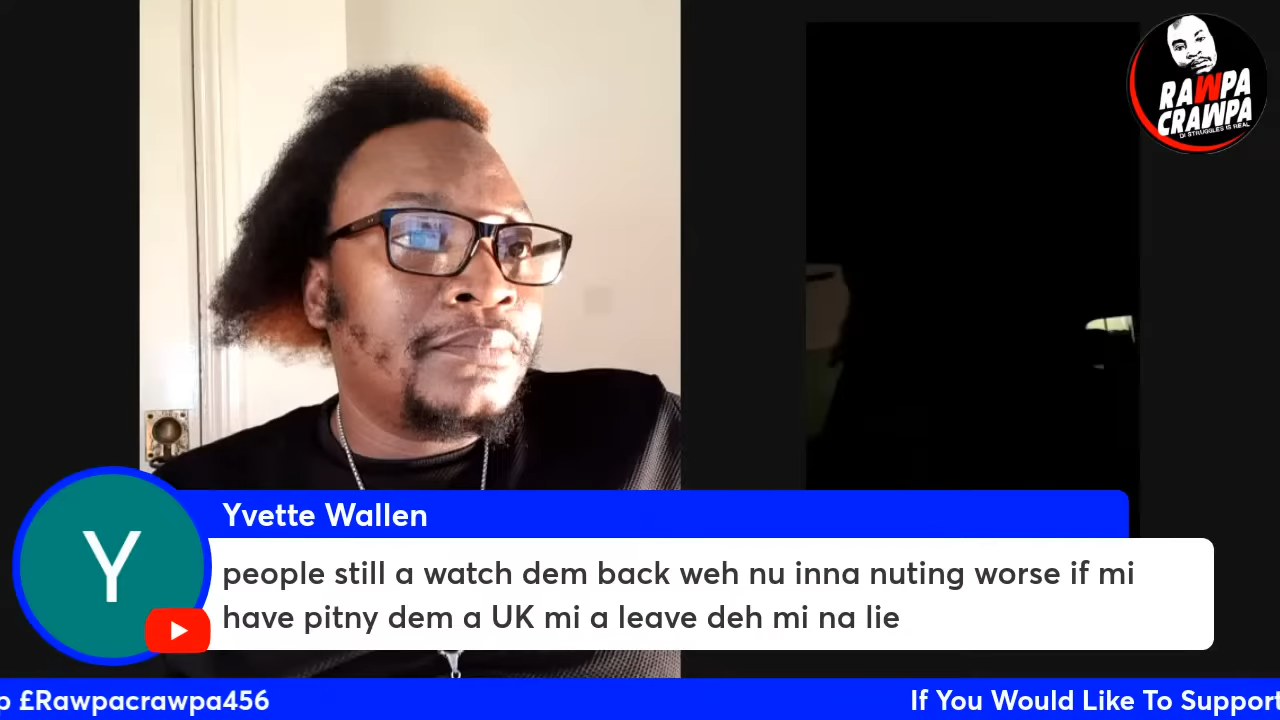 RAWPA
CRAWPA
DI STRUGGLES IS REAL
Y
Yvette Wallen
people still a watch dem back weh nu inna nuting worse if mi
have pitny dem a UK mi a leave deh mi na lie
p £Rawpacrawpa456
If You Would Like To Support